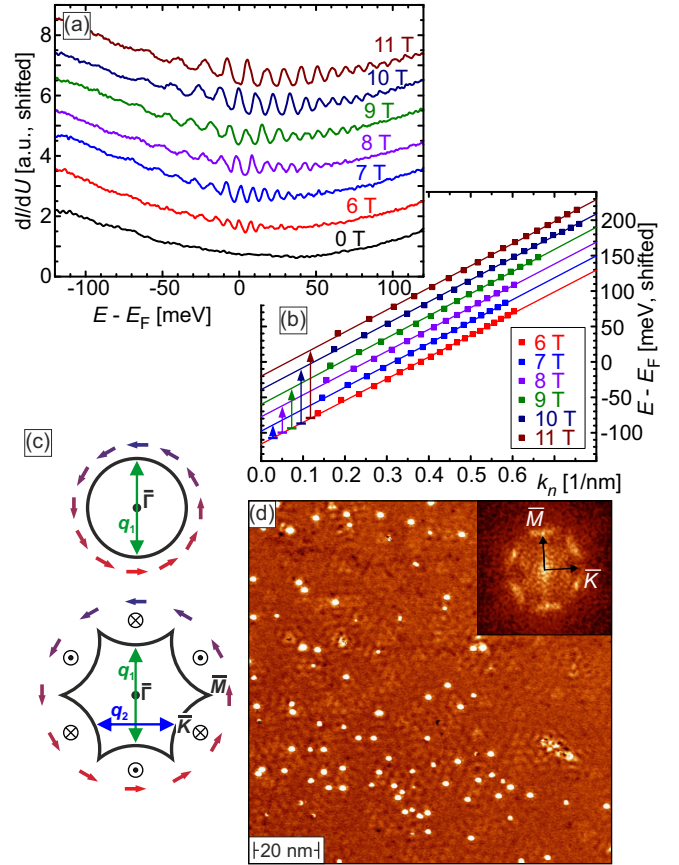 (a)
dI/dU [a.u., shifted]
8
6
4
2
0
11 T
10 T
9 T
8 T
7 T
6 T
0 T
-100 -50 0 50 100
E - E_F [meV]
(b)
200
150
100
50
0
-50
-100
E - E_F [meV, shifted]
6 T
7 T
8 T
9 T
10 T
11 T
0.0 0.1 0.2 0.3 0.4 0.5 0.6
k_n [1/nm]
(c)
Γ̅
q₁
q₁
Γ̅
M̅
q₂
K̅
(d)
M̅
K̅
20 nm